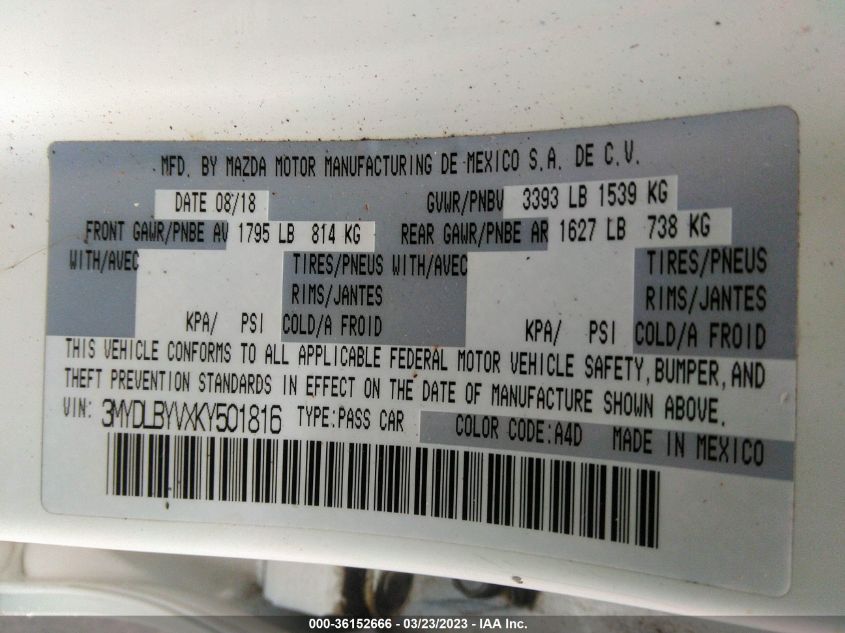 MFD. BY MAZDA MOTOR MANUFACTURING DE MEXICO S.A. DE C.V.
DATE 08/18 GVWR/PNBV 3393 LB 1539 KG
FRONT GAWR/PNBE AV 1795 LB 814 KG REAR GAWR/PNBE AR 1627 LB 738 KG
WITH/AVEC TIRES/PNEUS WITH/AVEC TIRES/PNEUS
RIMS/JANTES RIMS/JANTES
KPA/ PSI COLD/A FROID KPA/ PSI COLD/A FROID
THIS VEHICLE CONFORMS TO ALL APPLICABLE FEDERAL MOTOR VEHICLE SAFETY, BUMPER, AND
THEFT PREVENTION STANDARDS IN EFFECT ON THE DATE OF MANUFACTURE SHOWN ABOVE.
VIN: 3MYDLBYVXKY501816 TYPE:PASS CAR COLOR CODE:A4D MADE IN MEXICO
000-36152666 - 03/23/2023 - IAA Inc.